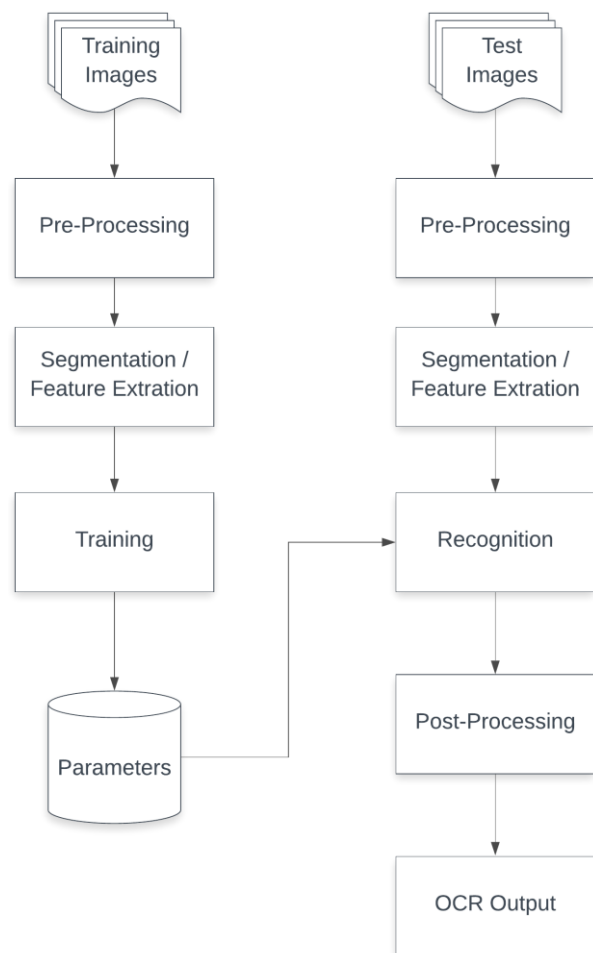 Training
Images
Pre-Processing
Segmentation /
Feature Extration
Training
Parameters
Test
Images
Pre-Processing
Segmentation /
Feature Extration
Recognition
Post-Processing
OCR Output